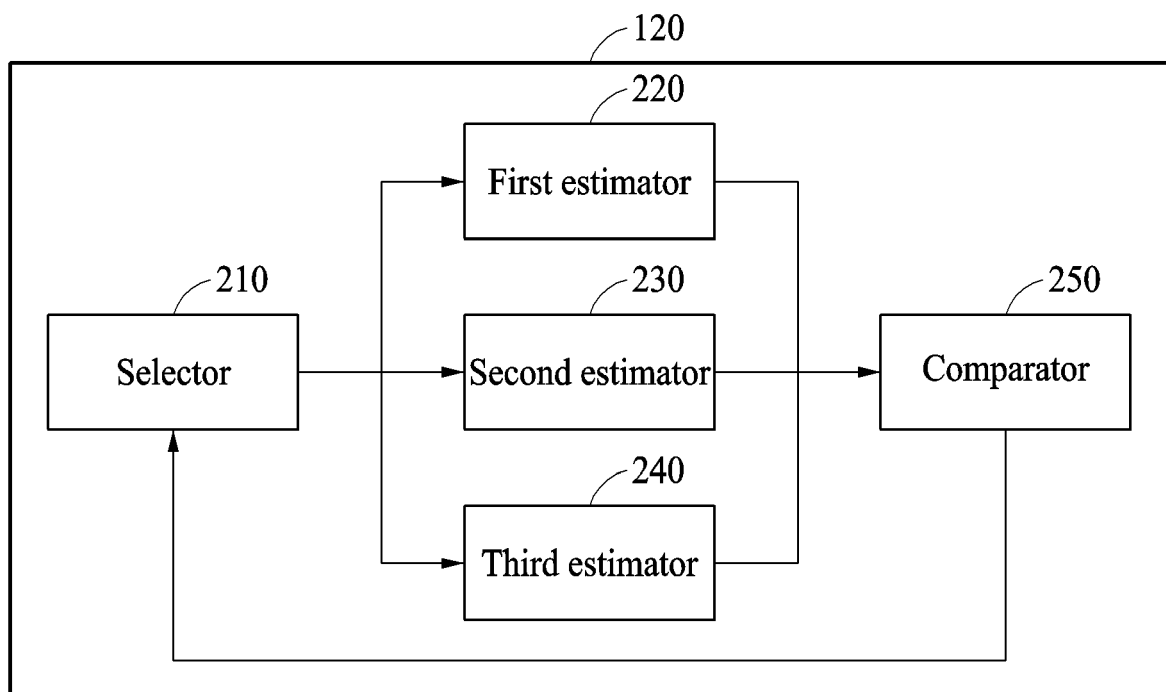 120
220
First estimator
210
230
250
Selector
Second estimator
Comparator
240
Third estimator